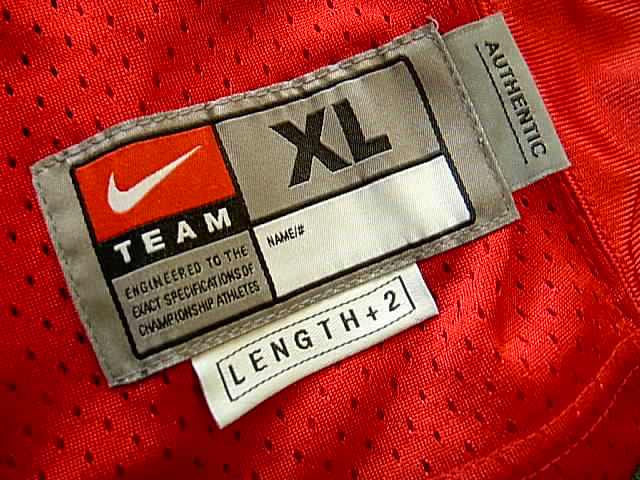 XL
AUTHENTIC
TEAM
NAME/#
ENGINEERED TO THE
EXACT SPECIFICATIONS OF
CHAMPIONSHIP ATHLETES
LENGTH+2